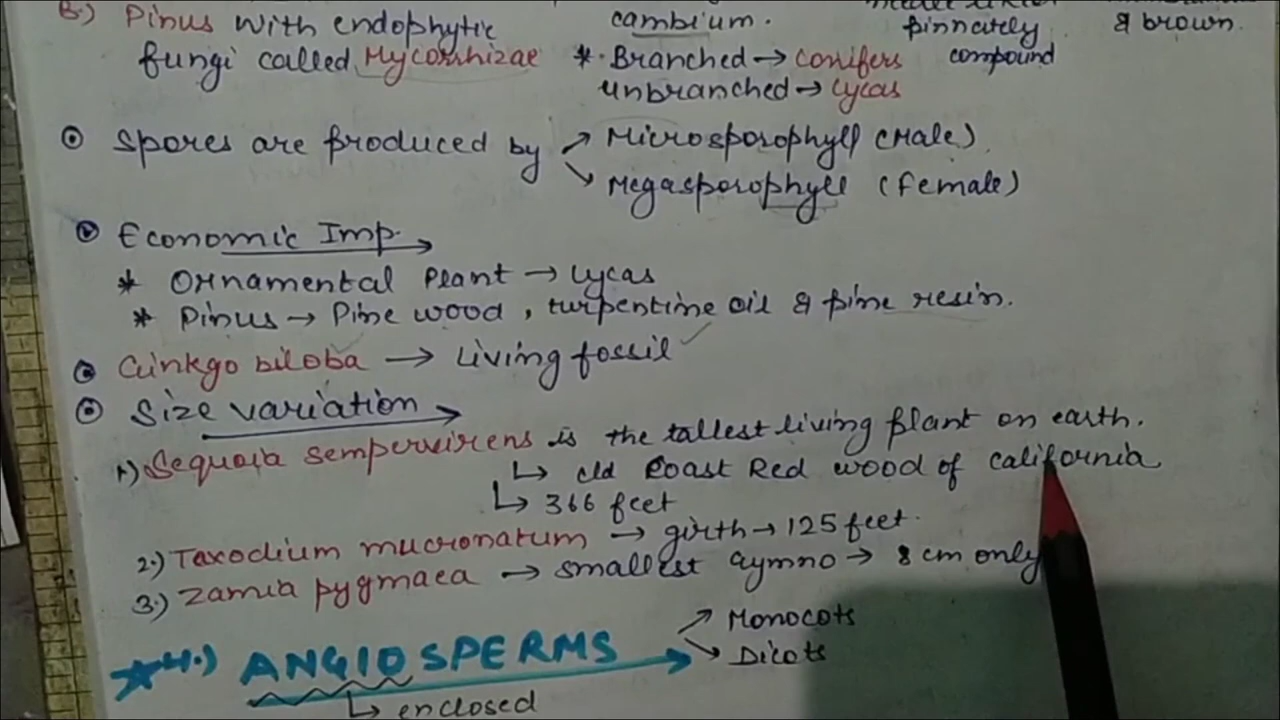 Pinus with endophytic
fungi called Mycorrhizae
cambium.
* Branched → conifers
unbranched → Cycas
pinnately
compound
& brown.
Spores are produced by
↗ Microsporophyll (Male)
↘ Megasporophyll (female)
Economic Imp.
* Ornamental Plant → Cycas
* Pinus → Pine wood, turpentine oil & pine resin.
Ginkgo biloba → Living fossil
Size variation
1.) Sequoia sempervirens is the tallest living plant on earth.
↳ cld Coast Red wood of california
↳ 366 feet
2.) Taxodium mucronatum → girth → 125 feet.
3.) Zamia pygmaea → smallest gymno → 8 cm only
4.) ANGIOSPERMS
↗ Monocots
↘ Dicots
↳ enclosed